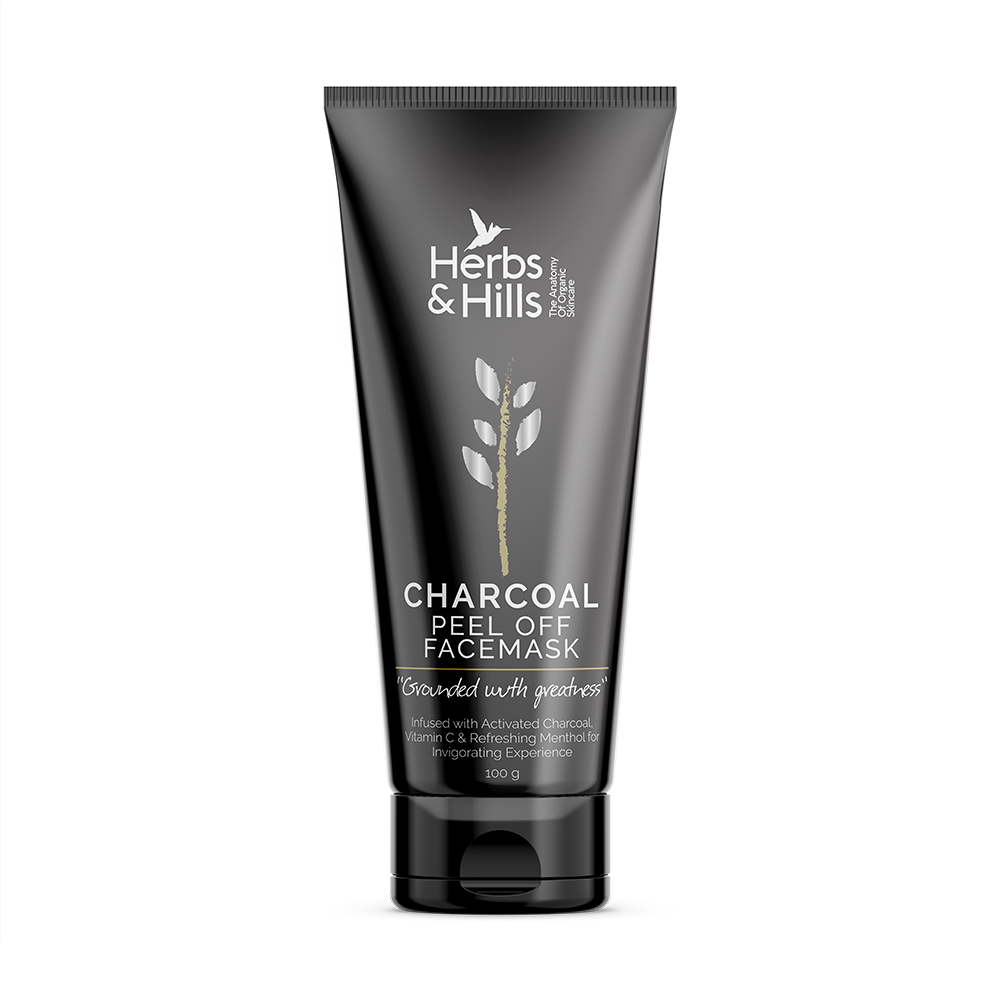 Herbs
& Hills
The Anatomy
Of Organic
Skincare
CHARCOAL
PEEL OFF
FACEMASK
"Grounded with greatness"
Infused with Activated Charcoal,
Vitamin C & Refreshing Menthol for
Invigorating Experience
100 g